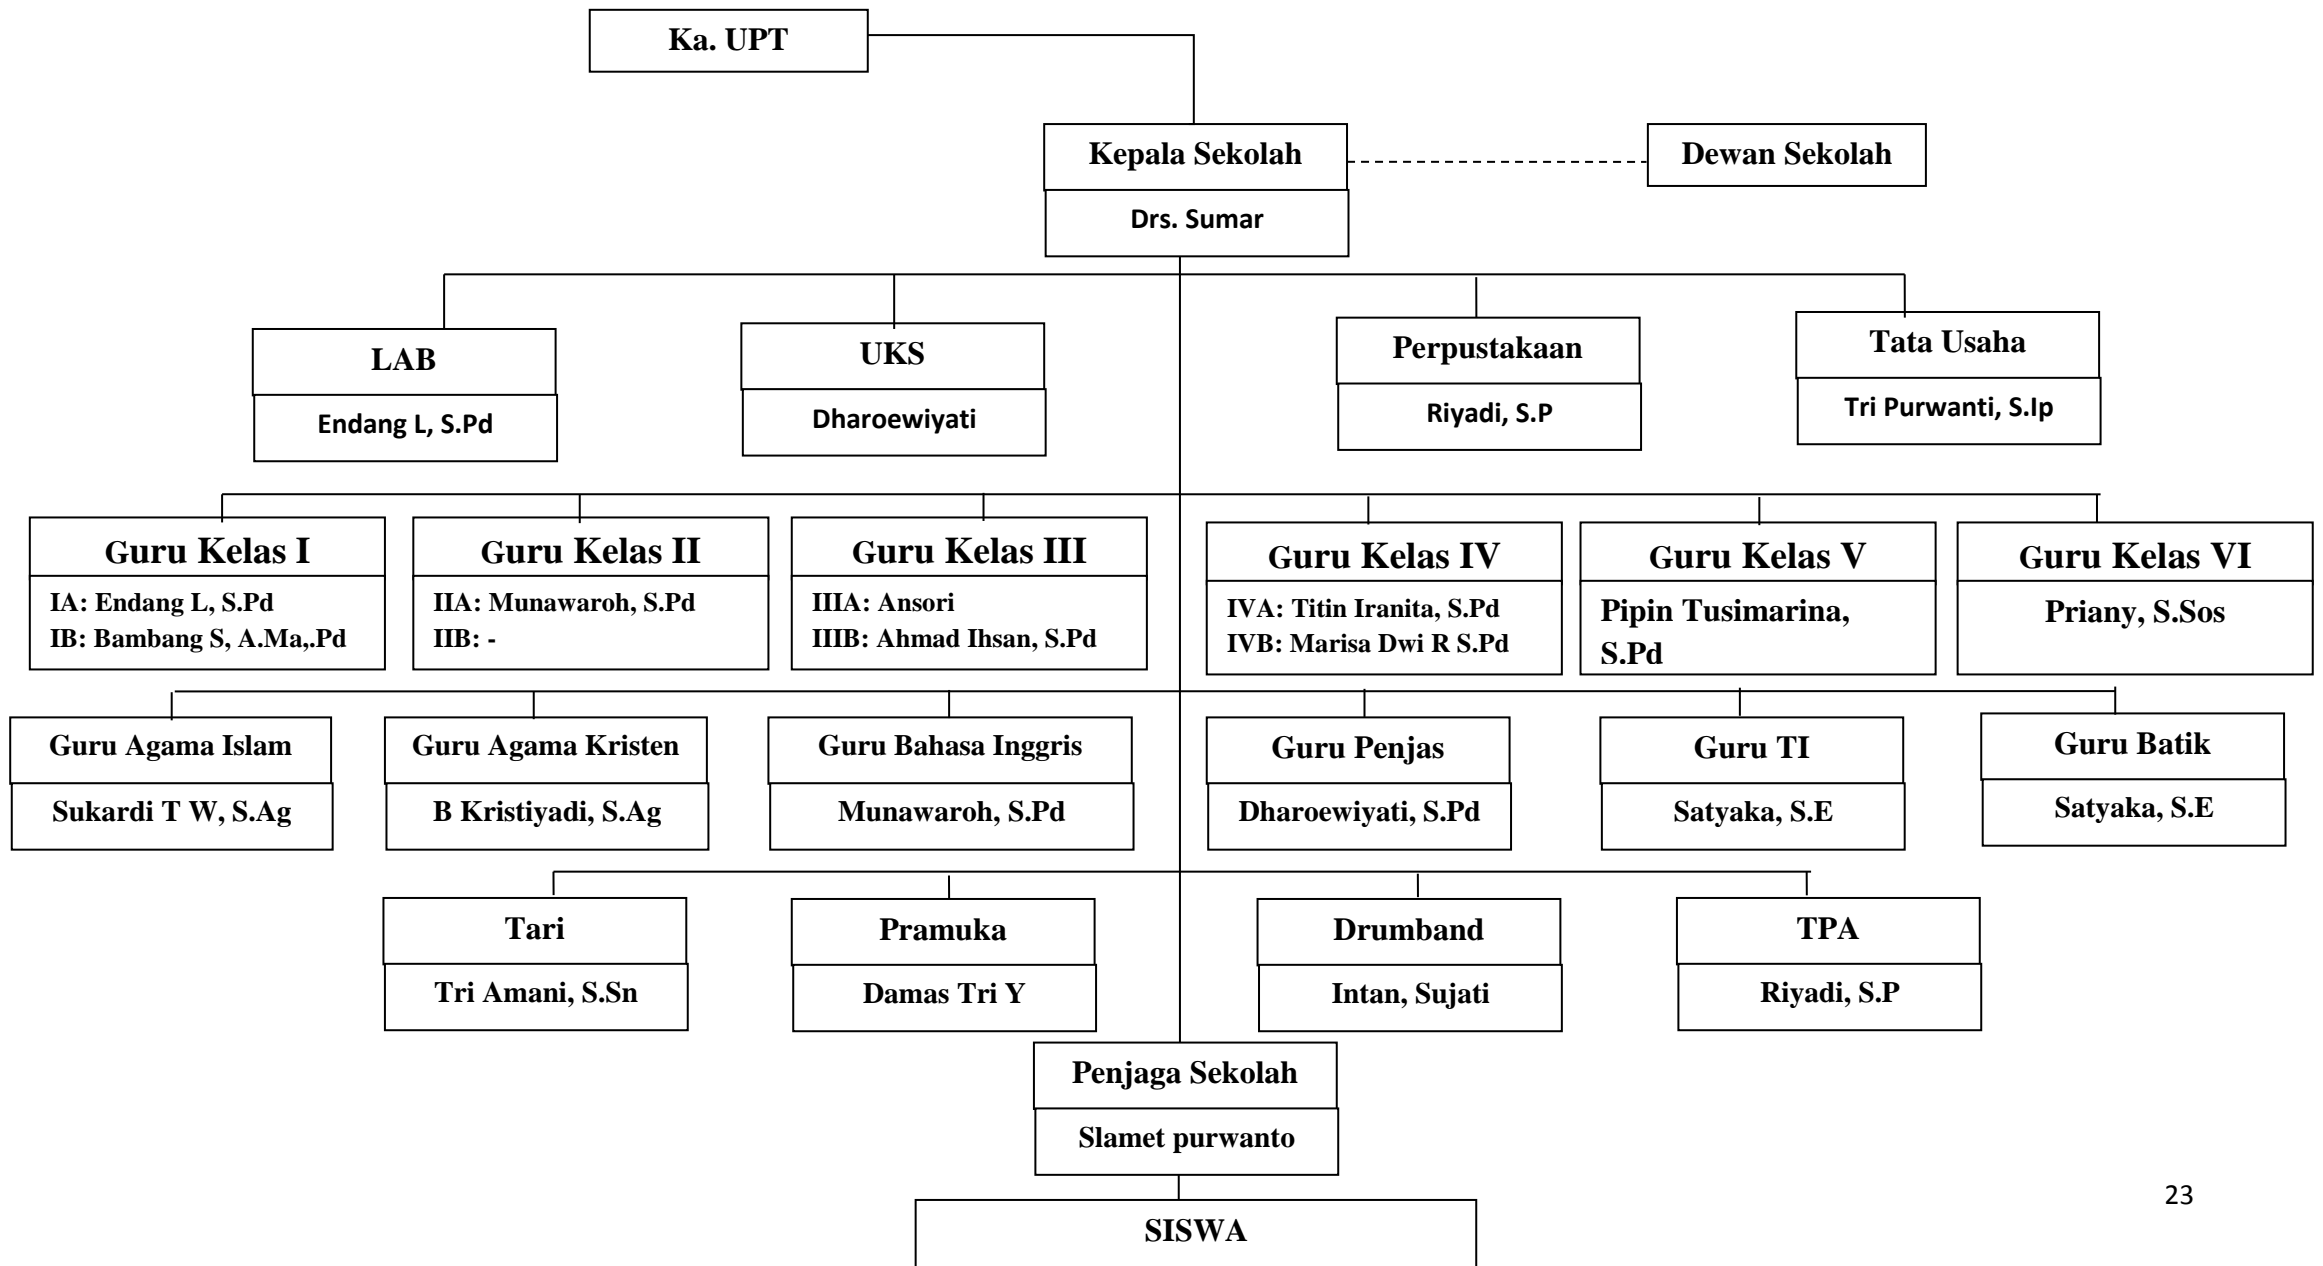 Ka. UPT
Kepala Sekolah
Dewan Sekolah
Drs. Sumar
LAB
UKS
Perpustakaan
Tata Usaha
Endang L, S.Pd
Dharoewiyati
Riyadi, S.P
Tri Purwanti, S.Ip
Guru Kelas I
IA: Endang L, S.Pd
IB: Bambang S, A.Ma,.Pd
Guru Kelas II
IIA: Munawaroh, S.Pd
IIB: -
Guru Kelas III
IIIA: Ansori
IIIB: Ahmad Ihsan, S.Pd
Guru Kelas IV
IVA: Titin Iranita, S.Pd
IVB: Marisa Dwi R S.Pd
Guru Kelas V
Pipin Tusimarina,
S.Pd
Guru Kelas VI
Priany, S.Sos
Guru Agama Islam
Sukardi T W, S.Ag
Guru Agama Kristen
B Kristiyadi, S.Ag
Guru Bahasa Inggris
Munawaroh, S.Pd
Guru Penjas
Dharoewiyati, S.Pd
Guru TI
Satyaka, S.E
Guru Batik
Satyaka, S.E
Tari
Tri Amani, S.Sn
Pramuka
Damas Tri Y
Drumband
Intan, Sujati
TPA
Riyadi, S.P
Penjaga Sekolah
Slamet purwanto
SISWA
23